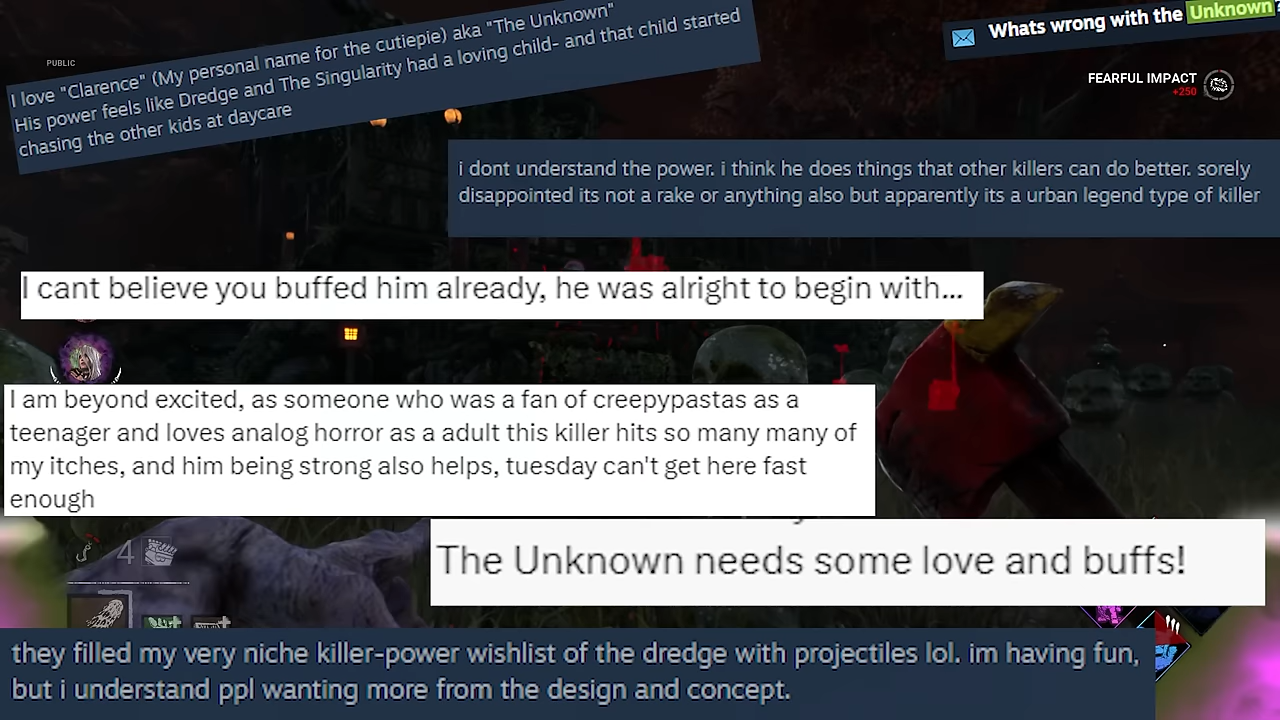 I love "Clarence" (My personal name for the cutiepie) aka "The Unknown"
His power feels like Dredge and The Singularity had a loving child- and that child started
chasing the other kids at daycare
Whats wrong with the Unknown?
PUBLIC
FEARFUL IMPACT
+250
i dont understand the power. i think he does things that other killers can do better. sorely
disappointed its not a rake or anything also but apparently its a urban legend type of killer
I cant believe you buffed him already, he was alright to begin with...
I am beyond excited, as someone who was a fan of creepypastas as a
teenager and loves analog horror as a adult this killer hits so many many of
my itches, and him being strong also helps, tuesday can't get here fast
enough
4
The Unknown needs some love and buffs!
they filled my very niche killer-power wishlist of the dredge with projectiles lol. im having fun,
but i understand ppl wanting more from the design and concept.